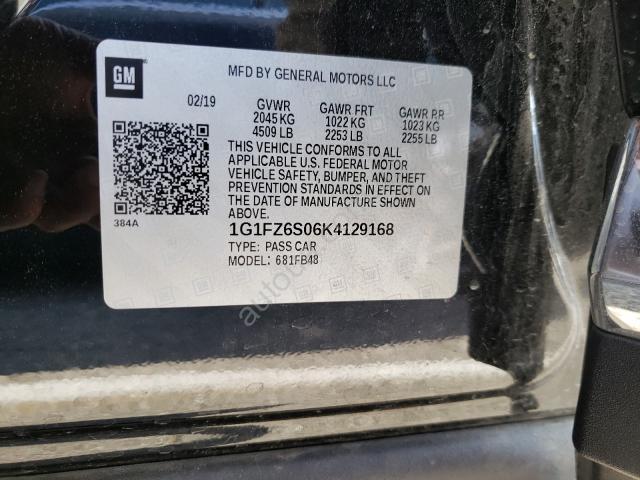 GM
MFD BY GENERAL MOTORS LLC
02/19 GVWR GAWR FRT GAWR RR
2045 KG 1022 KG 1023 KG
4509 LB 2253 LB 2255 LB
THIS VEHICLE CONFORMS TO ALL
APPLICABLE U.S. FEDERAL MOTOR
VEHICLE SAFETY, BUMPER, AND THEFT
PREVENTION STANDARDS IN EFFECT ON
THE DATE OF MANUFACTURE SHOWN
ABOVE.
384A
1G1FZ6S06K4129168
TYPE: PASS CAR
MODEL: 681FB48